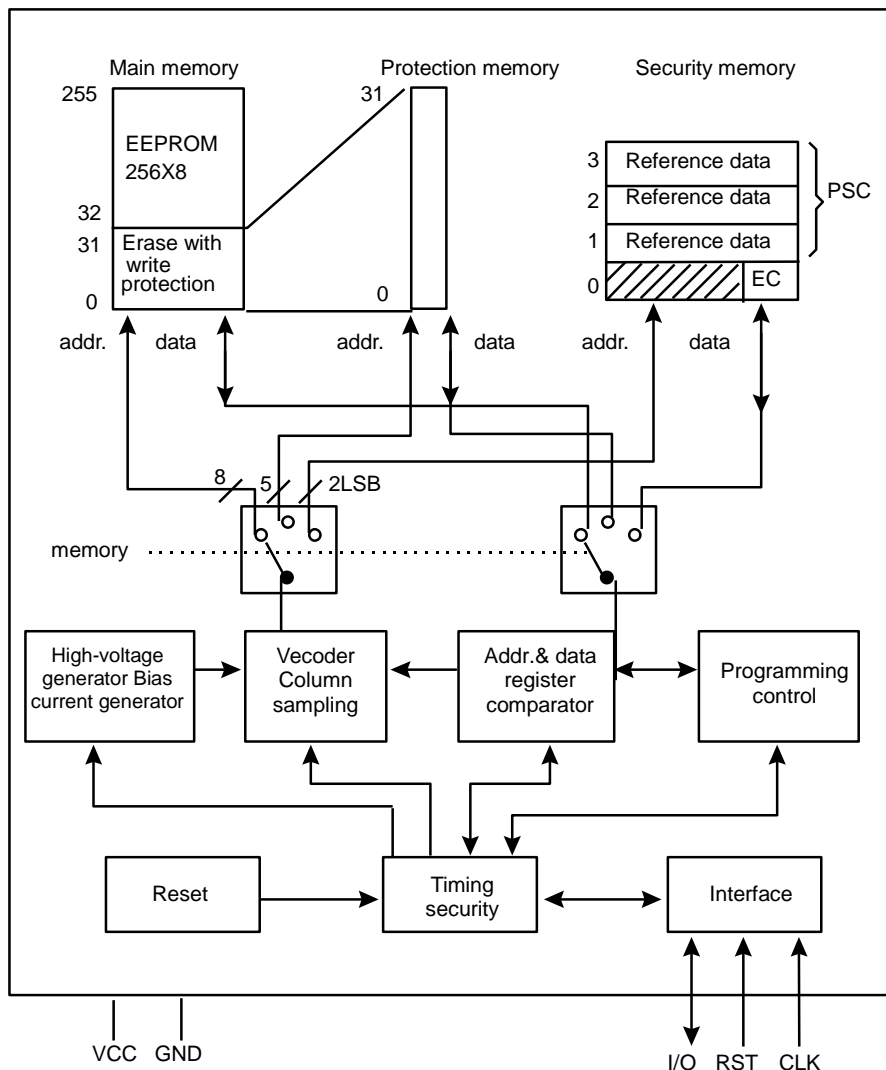 Main memory
Protection memory
Security memory
255
EEPROM
256X8
32
31
Erase with
write
protection
0
31
0
3
Reference data
2
Reference data
1
Reference data
0
EC
PSC
addr.
data
addr.
data
addr.
data
8
5
2LSB
memory
High-voltage
generator Bias
current generator
Vecoder
Column
sampling
Addr.& data
register
comparator
Programming
control
Reset
Timing
security
Interface
VCC
GND
I/O
RST
CLK